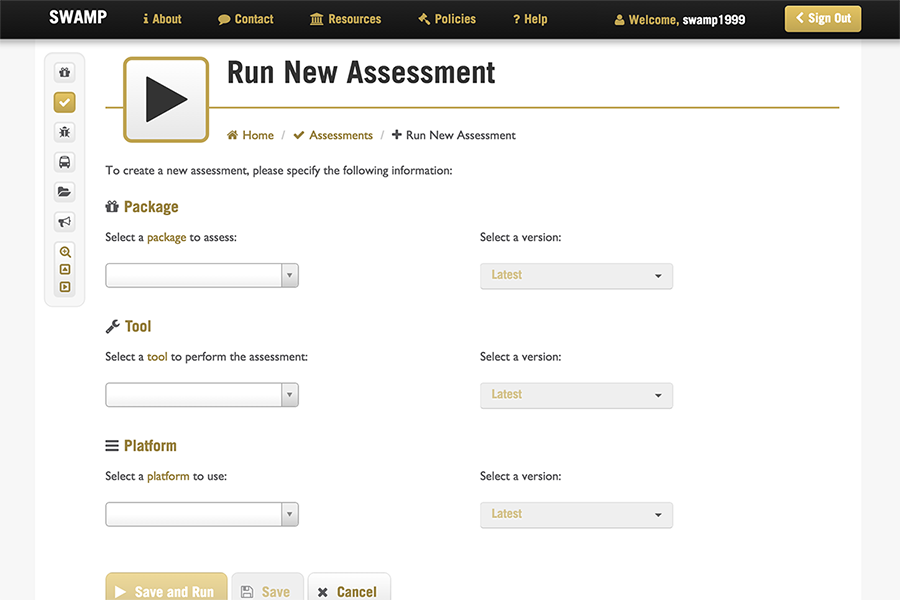 SWAMP
About
Contact
Resources
Policies
? Help
Welcome, swamp1999
Sign Out
Run New Assessment
Home / Assessments / Run New Assessment
To create a new assessment, please specify the following information:
Package
Select a package to assess:
Select a version:
Latest
Tool
Select a tool to perform the assessment:
Select a version:
Latest
Platform
Select a platform to use:
Select a version:
Latest
Save and Run
Save
Cancel